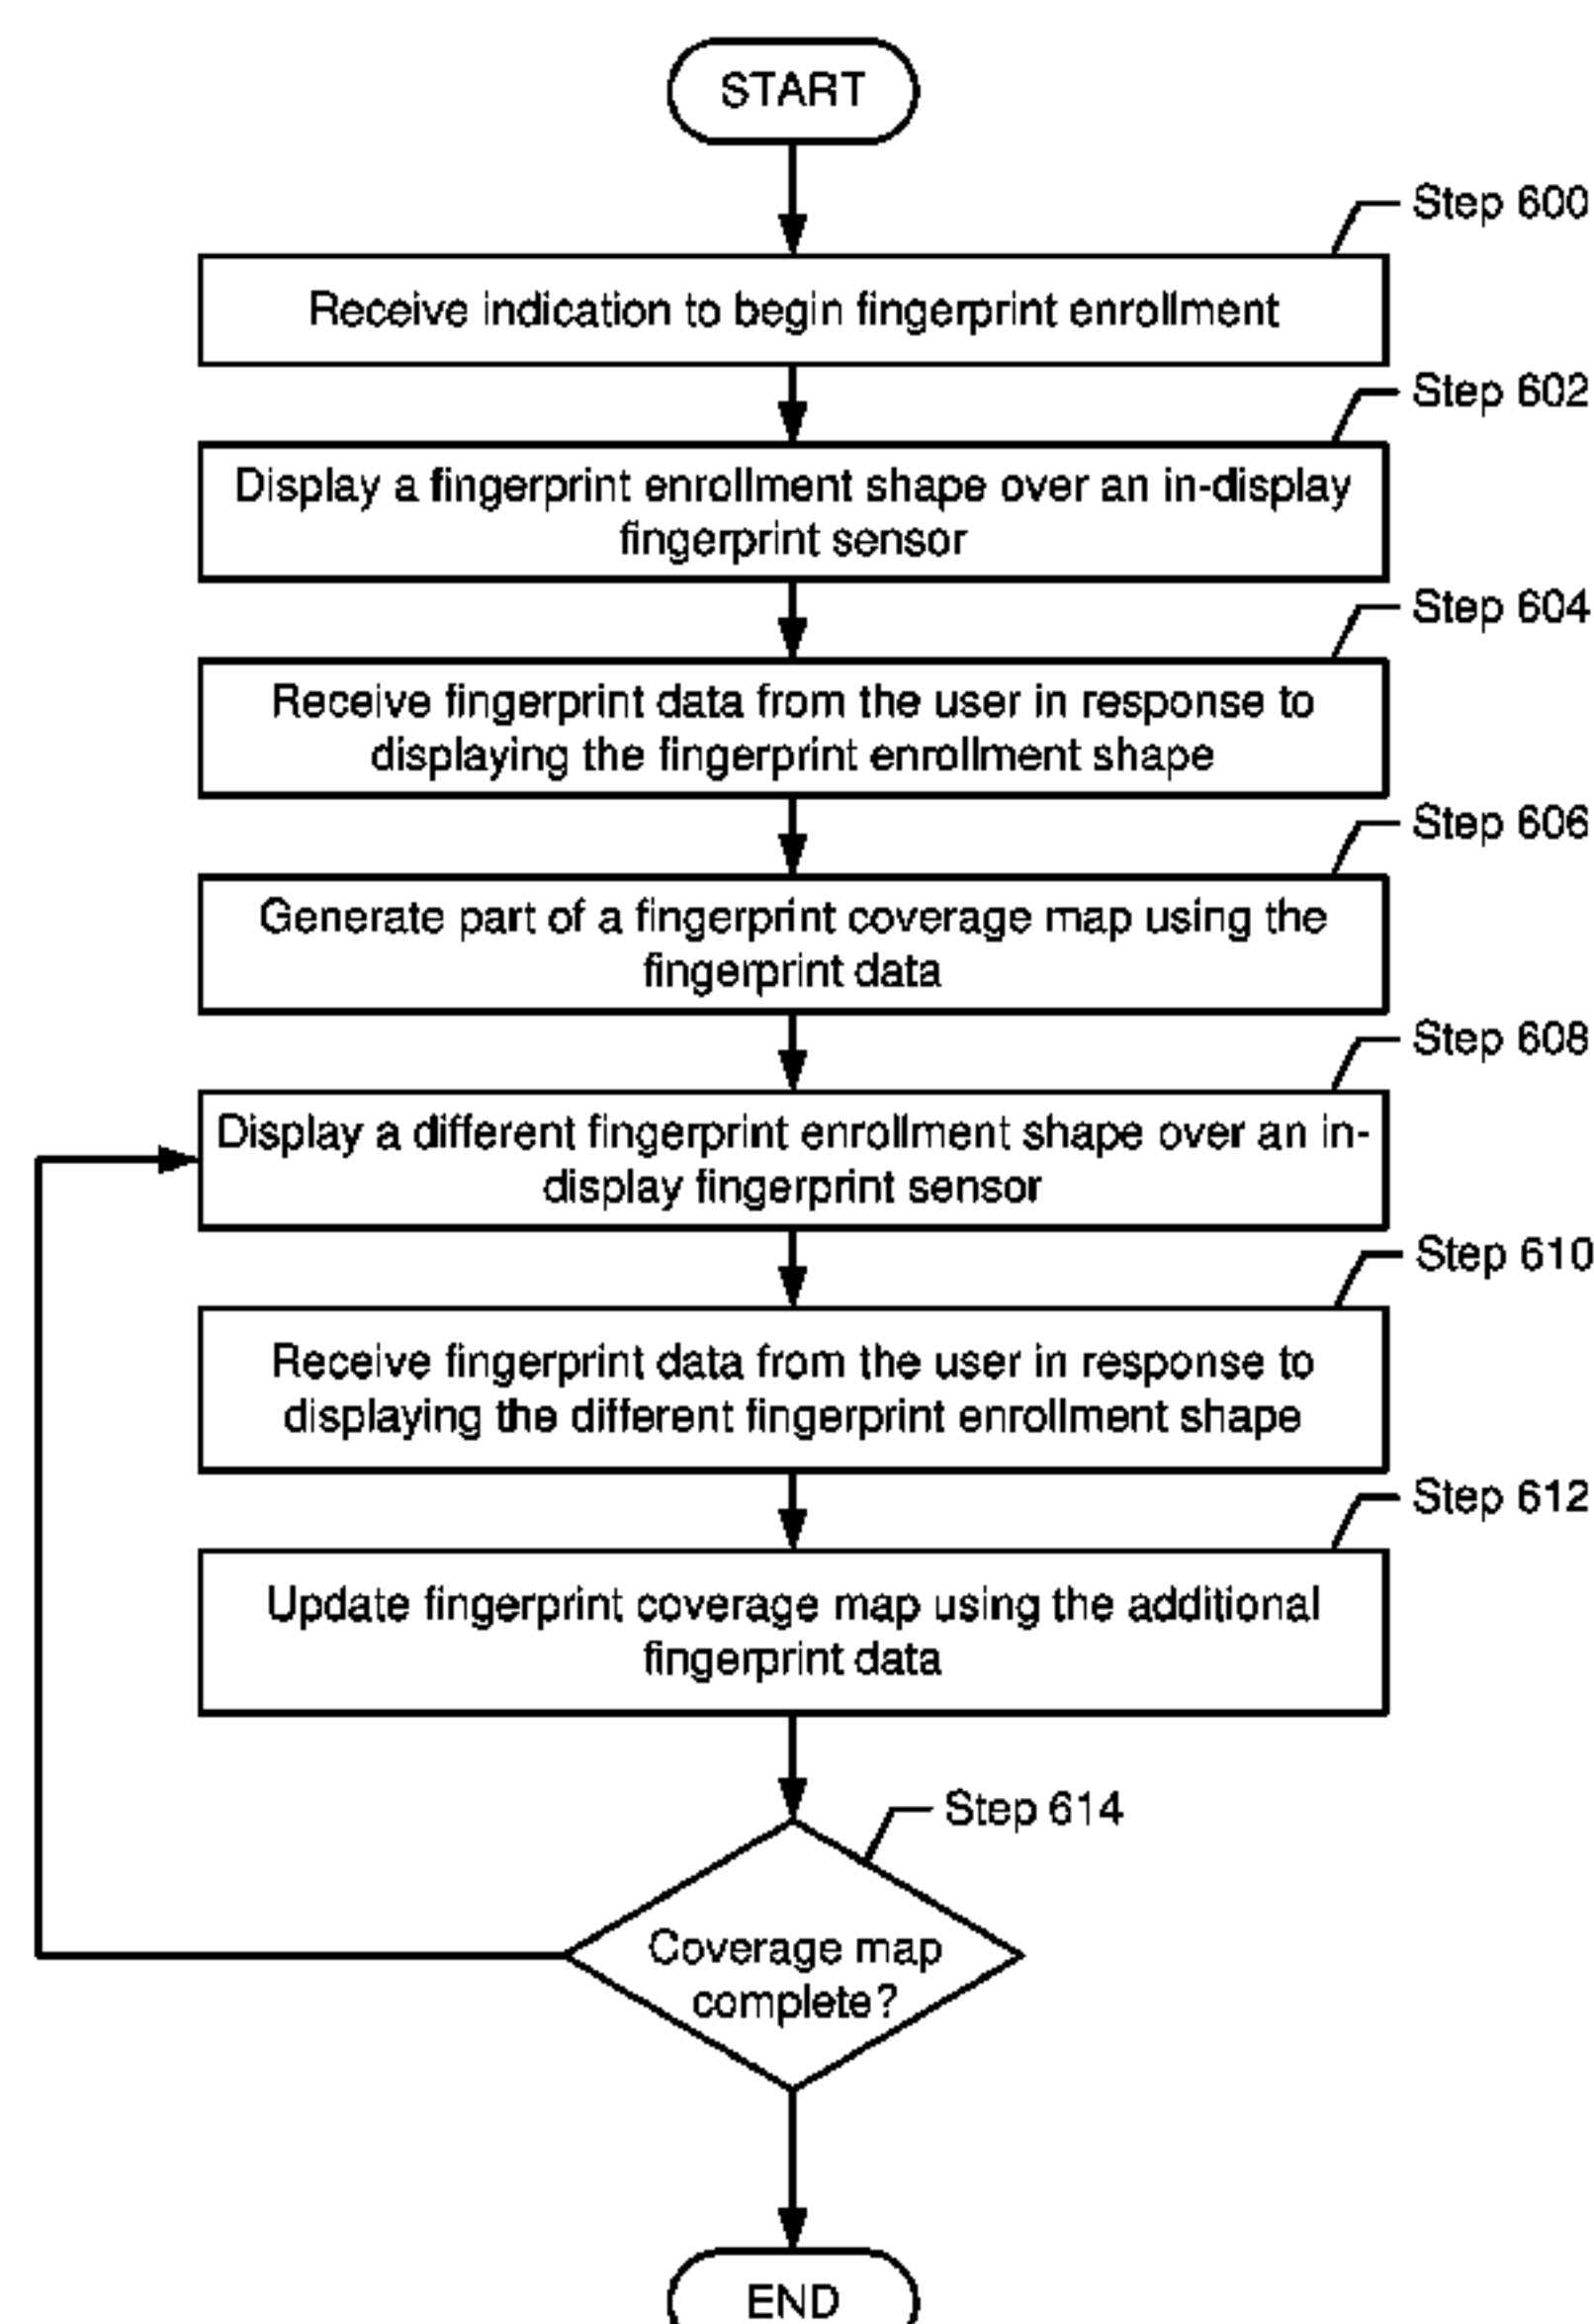 START
Step 600
Receive indication to begin fingerprint enrollment
Step 602
Display a fingerprint enrollment shape over an in-display
fingerprint sensor
Step 604
Receive fingerprint data from the user in response to
displaying the fingerprint enrollment shape
Step 606
Generate part of a fingerprint coverage map using the
fingerprint data
Step 608
Display a different fingerprint enrollment shape over an in-
display fingerprint sensor
Step 610
Receive fingerprint data from the user in response to
displaying the different fingerprint enrollment shape
Step 612
Update fingerprint coverage map using the additional
fingerprint data
Step 614
Coverage map
complete?
END